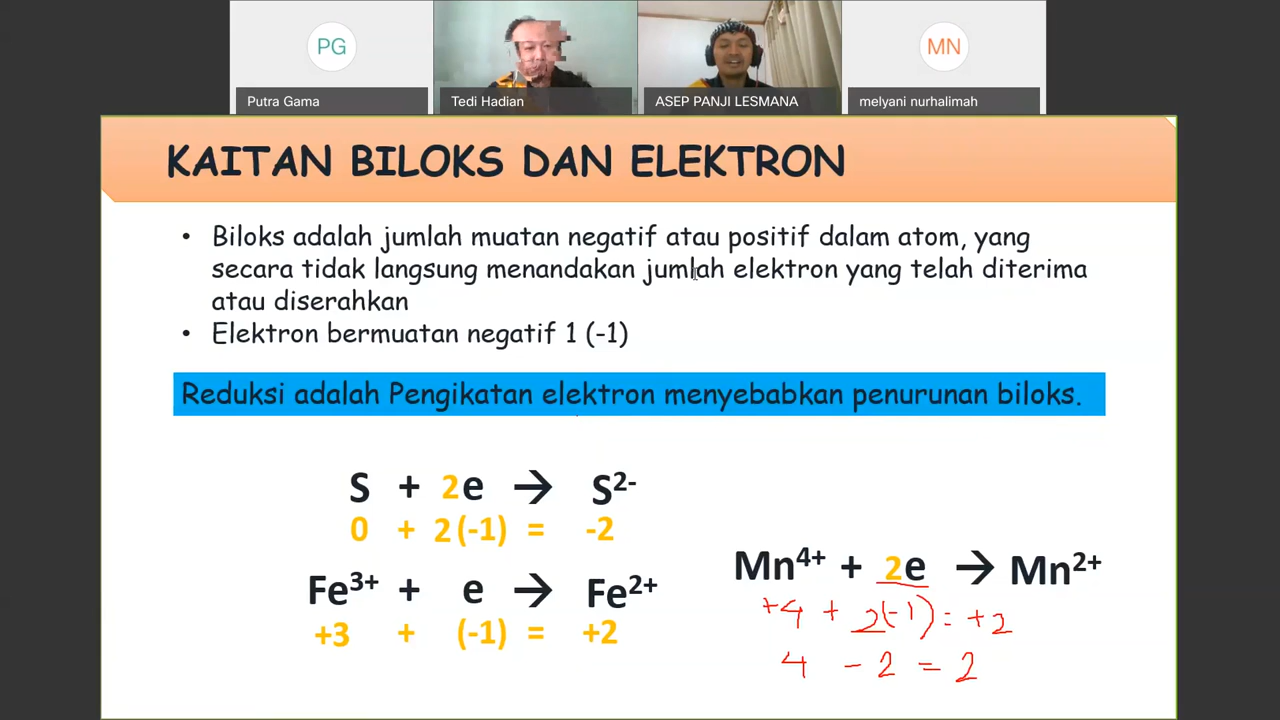 PG
MN
Putra Gama
Tedi Hadian
ASEP PANJI LESMANA
melyani nurhalimah
KAITAN BILOKS DAN ELEKTRON
• Biloks adalah jumlah muatan negatif atau positif dalam atom, yang
secara tidak langsung menandakan jumlah elektron yang telah diterima
atau diserahkan
• Elektron bermuatan negatif 1 (-1)
Reduksi adalah Pengikatan elektron menyebabkan penurunan biloks.
S + 2e → S²⁻
0 + 2 (-1) = -2
Fe³⁺ + e → Fe²⁺
+3 + (-1) = +2
Mn⁴⁺ + 2e → Mn²⁺
+4 + 2(-1) = +2
4 - 2 = 2